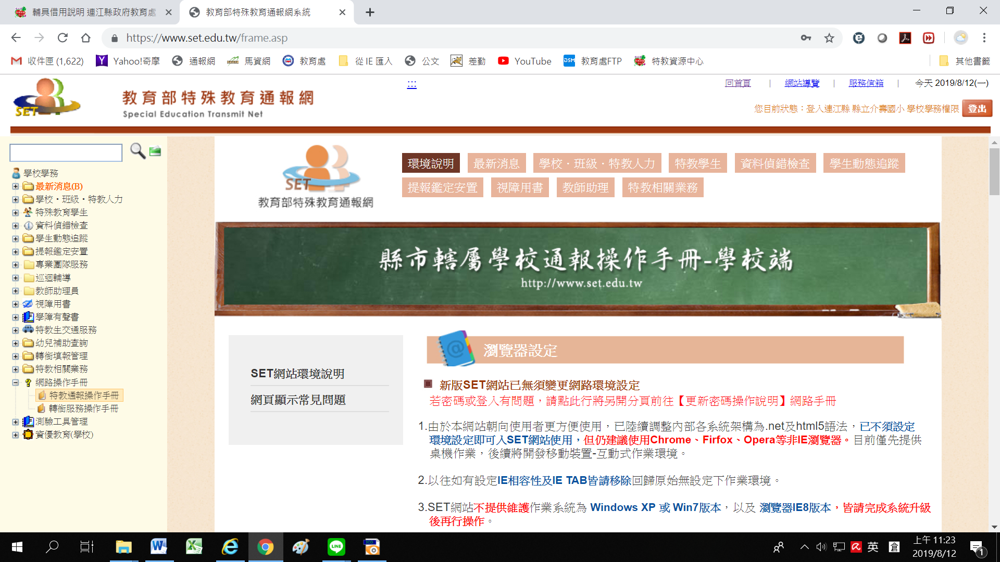 輔具借用說明 連江縣政府教育處
教育部特殊教育通報網系統
https://www.set.edu.tw/frame.asp
收件匣 (1,622)
Yahoo!奇摩
通報網
馬資網
教育處
從 IE 匯入
公文
差勤
YouTube
教育處FTP
特教資源中心
其他書籤
SET
教育部特殊教育通報網
Special Education Transmit Net
:::
回首頁 | 網站導覽 | 服務信箱 | 今天 2019/8/12(一)
您目前狀態：登入連江縣 縣立介壽國小 學校學務權限 登出
學校學務
最新消息(B)
學校‧班級‧特教人力
特殊教育學生
資料偵錯檢查
學生動態追蹤
提報鑑定安置
專業團隊服務
巡迴輔導
教師助理員
視障用書
學障有聲書
特教生交通服務
幼兒補助查詢
轉銜填報管理
特教相關業務
網路操作手冊
特教通報操作手冊
轉銜服務操作手冊
測驗工具管理
資優教育(學校)
SET
教育部特殊教育通報網
環境說明 最新消息 學校‧班級‧特教人力 特教學生 資料偵錯檢查 學生動態追蹤
提報鑑定安置 視障用書 教師助理 特教相關業務
縣市轄屬學校通報操作手冊-學校端
http://www.set.edu.tw
SET網站環境說明
網頁顯示常見問題
瀏覽器設定
新版SET網站已無須變更網路環境設定
若密碼或登入有問題，請點此行將另開分頁前往【更新密碼操作說明】網路手冊
1.由於本網站朝向使用者更方便使用，已陸續調整內部各系統架構為.net及html5語法，已不須設定
環境設定即可入SET網站使用，但仍建議使用Chrome、Firfox、Opera等非IE瀏覽器。目前僅先提供
桌機作業，後續將開發移動裝置-互動式作業環境。
2.以往如有設定IE相容性及IE TAB皆請移除回歸原始無設定下作業環境。
3.SET網站不提供維護作業系統為 Windows XP 或 Win7版本，以及 瀏覽器IE8版本，皆請完成系統升級
後再行操作。
英
倉
上午 11:23
2019/8/12
1